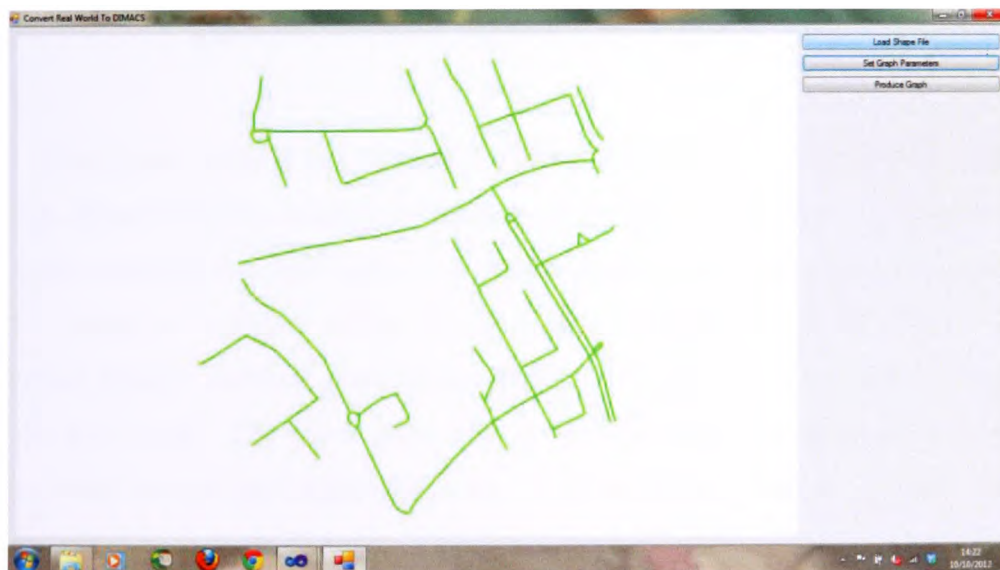 Convert Real World To DIMACS
Load Shape File
Set Graph Parameters
Produce Graph
14:22
10/10/2012